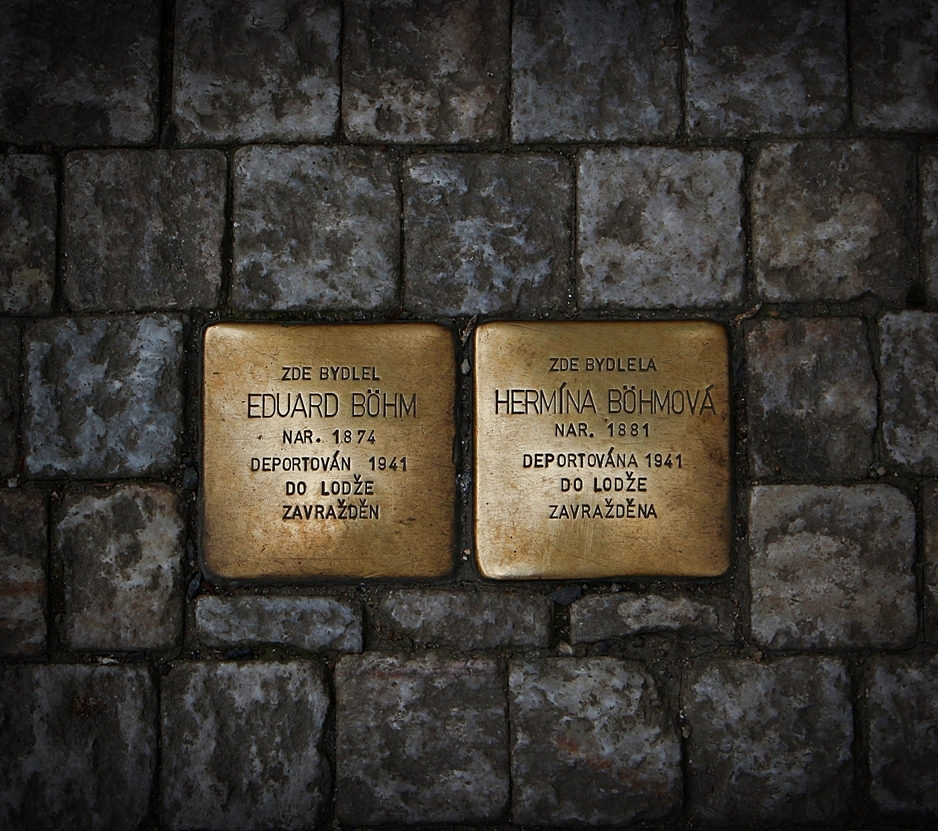 ZDE BYDLEL
EDUARD BÖHM
NAR. 1874
DEPORTOVÁN 1941
DO LODŽE
ZAVRAŽDĚN
ZDE BYDLELA
HERMÍNA BÖHMOVÁ
NAR. 1881
DEPORTOVÁNA 1941
DO LODŽE
ZAVRAŽDĚNA